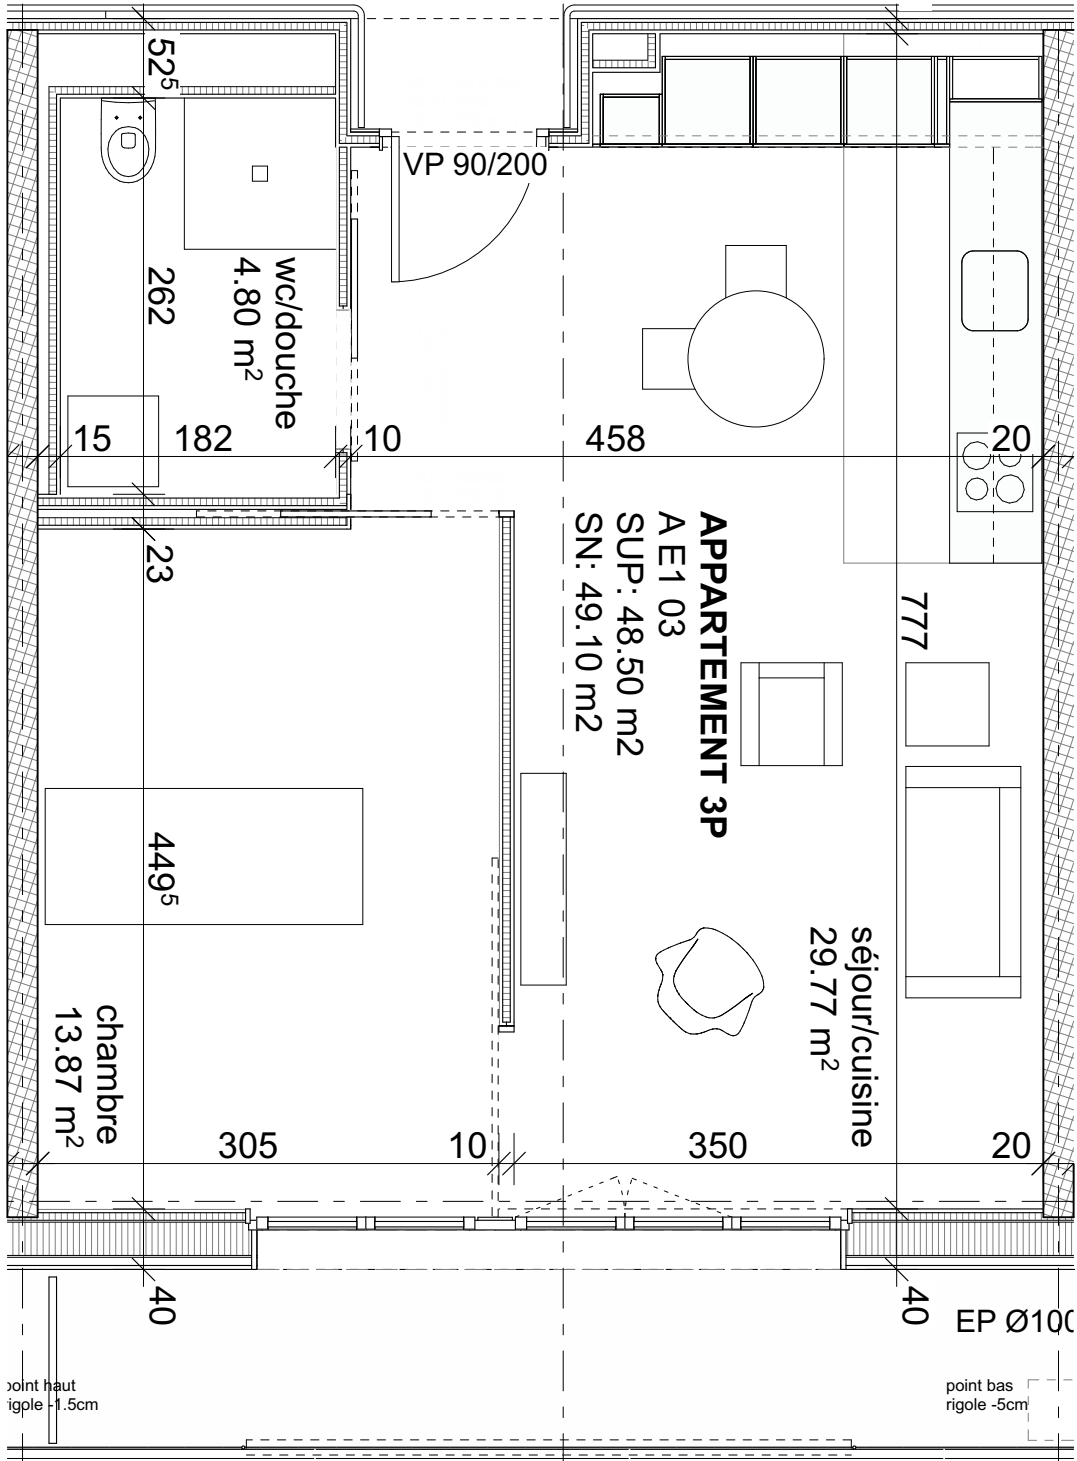 52⁵
VP 90/200
262
wc/douche
4.80 m²
15
182
10
458
20
23
APPARTEMENT 3P
A E1 03
SUP: 48.50 m2
SN: 49.10 m2
777
449⁵
séjour/cuisine
29.77 m²
chambre
13.87 m²
305
10
350
20
40
40
EP Ø100
point haut
rigole -1.5cm
point bas
rigole -5cm